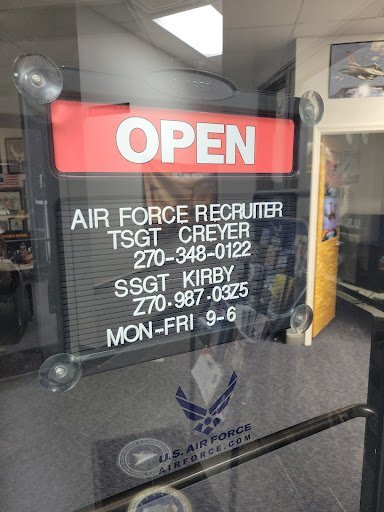 OPEN
AIR FORCE RECRUITER
TSGT CREYER
270-348-0122
SSGT KIRBY
Z70-987-03Z5
MON-FRI 9-6
U.S. AIR FORCE
AIRFORCE.COM